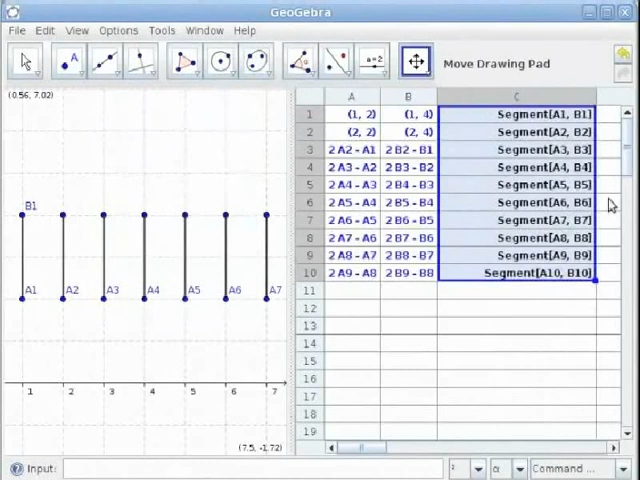 GeoGebra
File Edit View Options Tools Window Help
A a=2 Move Drawing Pad
(0.56, 7.02)
B1
A1 A2 A3 A4 A5 A6 A7
1 2 3 4 5 6 7
(7.5, -1.72)
A B C
1 (1, 2) (1, 4) Segment[A1, B1]
2 (2, 2) (2, 4) Segment[A2, B2]
3 2 A2 - A1 2 B2 - B1 Segment[A3, B3]
4 2 A3 - A2 2 B3 - B2 Segment[A4, B4]
5 2 A4 - A3 2 B4 - B3 Segment[A5, B5]
6 2 A5 - A4 2 B5 - B4 Segment[A6, B6]
7 2 A6 - A5 2 B6 - B5 Segment[A7, B7]
8 2 A7 - A6 2 B7 - B6 Segment[A8, B8]
9 2 A8 - A7 2 B8 - B7 Segment[A9, B9]
10 2 A9 - A8 2 B9 - B8 Segment[A10, B10]
11
12
13
14
15
16
17
18
19
Input: ² α Command ...